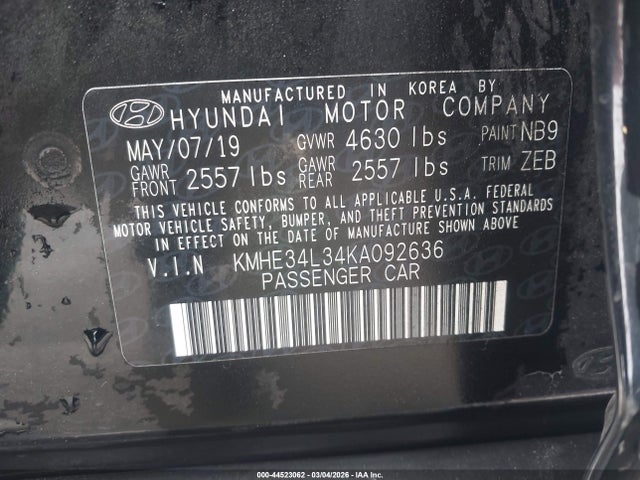 MANUFACTURED IN KOREA BY
HYUNDAI MOTOR COMPANY
MAY/07/19 GVWR 4630 lbs PAINT NB9
GAWR FRONT 2557 lbs GAWR REAR 2557 lbs TRIM ZEB
THIS VEHICLE CONFORMS TO ALL APPLICABLE U.S.A. FEDERAL
MOTOR VEHICLE SAFETY, BUMPER, AND THEFT PREVENTION STANDARDS
IN EFFECT ON THE DATE OF MANUFACTURE SHOWN ABOVE
V.I.N KMHE34L34KA092636
PASSENGER CAR
000-44523062 - 03/04/2026 - IAA Inc.